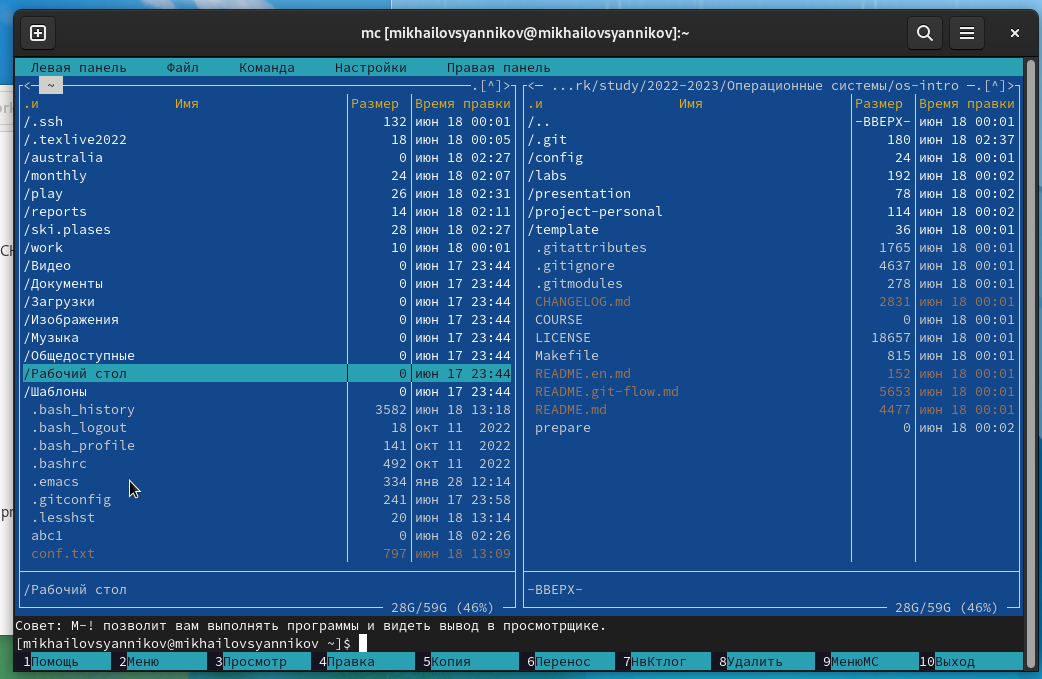 mc [mikhailovsyannikov@mikhailovsyannikov]:~
Левая панель Файл Команда Настройки Правая панель
<─ ~ .[^]>
.и Имя Размер Время правки
/.ssh 132 июн 18 00:01
/.texlive2022 18 июн 18 00:05
/australia 0 июн 18 02:27
/monthly 24 июн 18 02:07
/play 26 июн 18 02:31
/reports 14 июн 18 02:11
/ski.plases 28 июн 18 02:27
/work 10 июн 18 00:01
/Видео 0 июн 17 23:44
/Документы 0 июн 17 23:44
/Загрузки 0 июн 17 23:44
/Изображения 0 июн 17 23:44
/Музыка 0 июн 17 23:44
/Общедоступные 0 июн 17 23:44
/Рабочий стол 0 июн 17 23:44
/Шаблоны 0 июн 17 23:44
.bash_history 3582 июн 18 13:18
.bash_logout 18 окт 11 2022
.bash_profile 141 окт 11 2022
.bashrc 492 окт 11 2022
.emacs 334 янв 28 12:14
.gitconfig 241 июн 17 23:58
.lesshst 20 июн 18 13:14
abc1 0 июн 18 02:26
conf.txt 797 июн 18 13:09
/Рабочий стол
28G/59G (46%)
<─ ...rk/study/2022-2023/Операционные системы/os-intro ─.[^]>
.и Имя Размер Время правки
/.. -ВВЕРХ- июн 18 00:01
/.git 180 июн 18 02:37
/config 24 июн 18 00:01
/labs 192 июн 18 00:02
/presentation 78 июн 18 00:02
/project-personal 114 июн 18 00:02
/template 36 июн 18 00:01
.gitattributes 1765 июн 18 00:01
.gitignore 4637 июн 18 00:01
.gitmodules 278 июн 18 00:01
CHANGELOG.md 2831 июн 18 00:01
COURSE 0 июн 18 00:01
LICENSE 18657 июн 18 00:01
Makefile 815 июн 18 00:01
README.en.md 152 июн 18 00:01
README.git-flow.md 5653 июн 18 00:01
README.md 4477 июн 18 00:01
prepare 0 июн 18 00:02
-ВВЕРХ-
28G/59G (46%)
Совет: M-! позволит вам выполнять программы и видеть вывод в просмотрщике.
[mikhailovsyannikov@mikhailovsyannikov ~]$
1Помощь 2Меню 3Просмотр 4Правка 5Копия 6Перенос 7НвКтлог 8Удалить 9МенюМС 10Выход